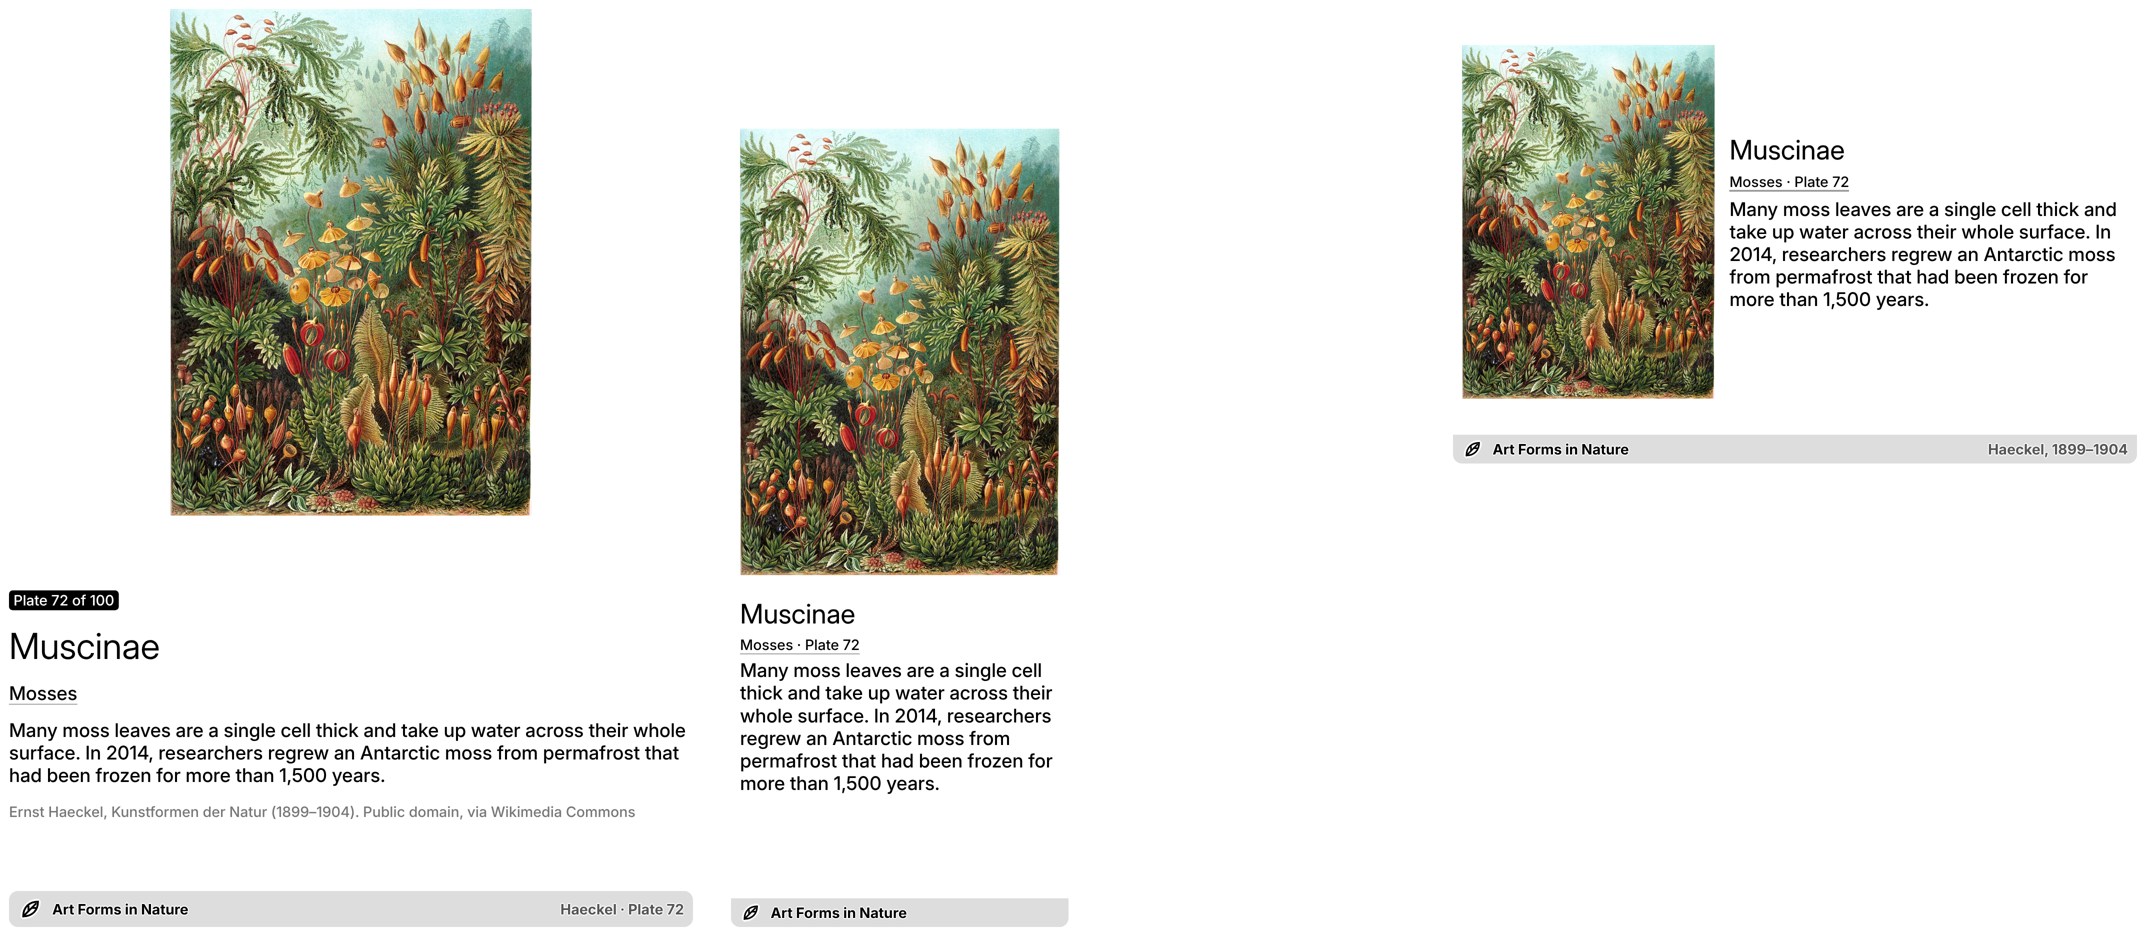 Plate 72 of 100
Muscinae
Mosses
Many moss leaves are a single cell thick and take up water across their whole
surface. In 2014, researchers regrew an Antarctic moss from permafrost that
had been frozen for more than 1,500 years.
Ernst Haeckel, Kunstformen der Natur (1899–1904). Public domain, via Wikimedia Commons
Art Forms in Nature
Haeckel · Plate 72
Muscinae
Mosses · Plate 72
Many moss leaves are a single cell
thick and take up water across their
whole surface. In 2014, researchers
regrew an Antarctic moss from
permafrost that had been frozen for
more than 1,500 years.
Art Forms in Nature
Muscinae
Mosses · Plate 72
Many moss leaves are a single cell thick and
take up water across their whole surface. In
2014, researchers regrew an Antarctic moss
from permafrost that had been frozen for
more than 1,500 years.
Art Forms in Nature
Haeckel, 1899–1904